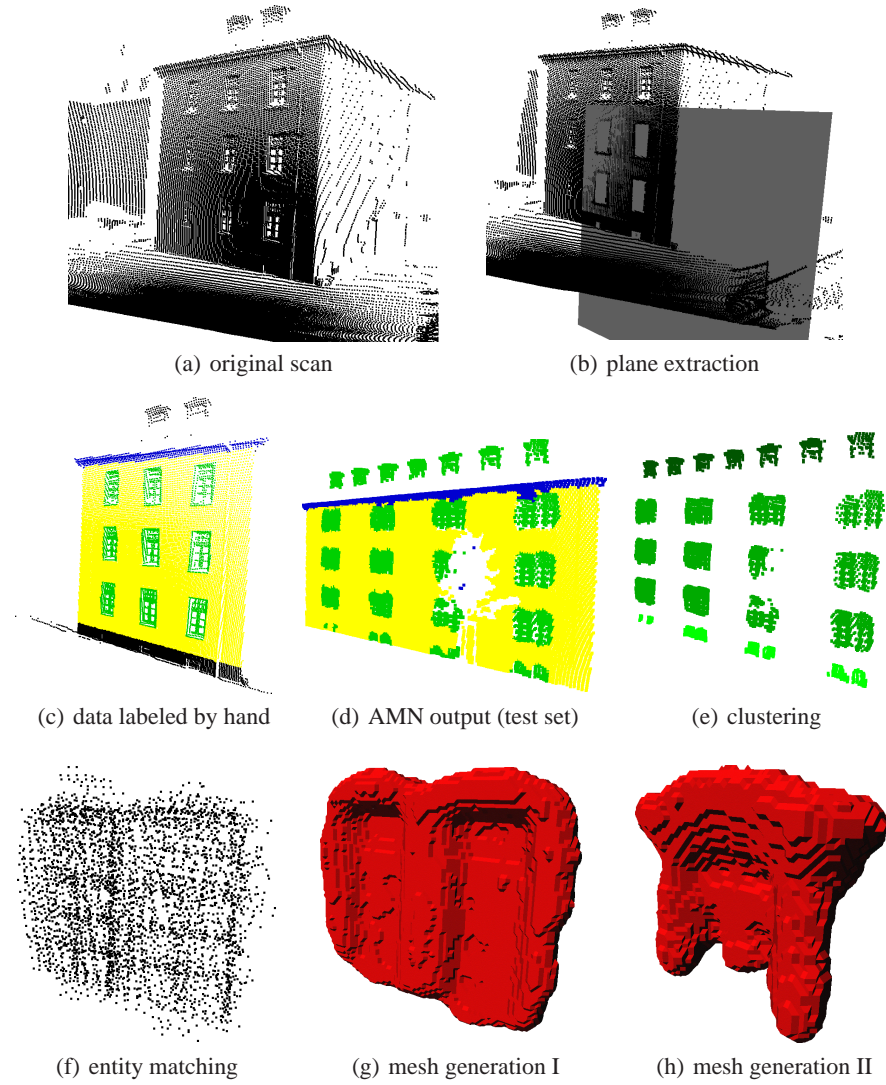 (a) original scan
(b) plane extraction
(c) data labeled by hand
(d) AMN output (test set)
(e) clustering
(f) entity matching
(g) mesh generation I
(h) mesh generation II